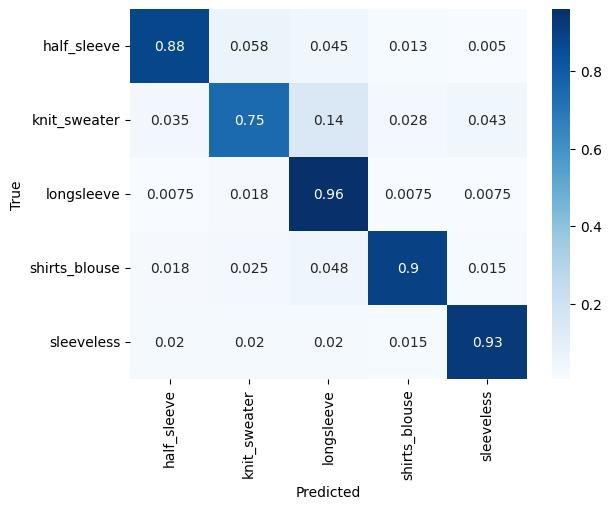 half_sleeve 0.88 0.058 0.045 0.013 0.005
knit_sweater 0.035 0.75 0.14 0.028 0.043
longsleeve 0.0075 0.018 0.96 0.0075 0.0075
shirts_blouse 0.018 0.025 0.048 0.9 0.015
sleeveless 0.02 0.02 0.02 0.015 0.93
True
half_sleeve knit_sweater longsleeve shirts_blouse sleeveless
Predicted
0.8
0.6
0.4
0.2